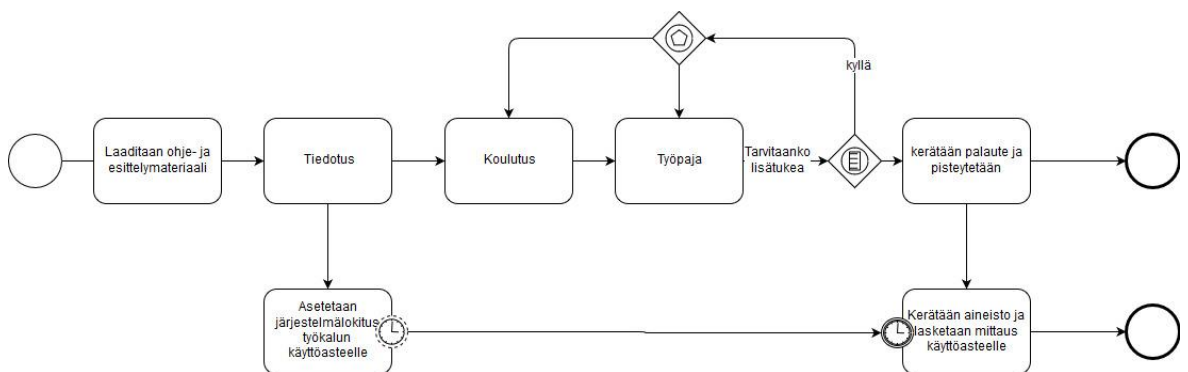 kyllä
Laaditaan ohje- ja
esittelymateriaali
Tiedotus
Koulutus
Työpaja
Tarvitaanko
lisätukea
kerätään palaute ja
pisteytetään
Asetetaan
järjestelmälokitus
työkalun
käyttöasteelle
Kerätään aineisto ja
lasketaan mittaus
käyttöasteelle